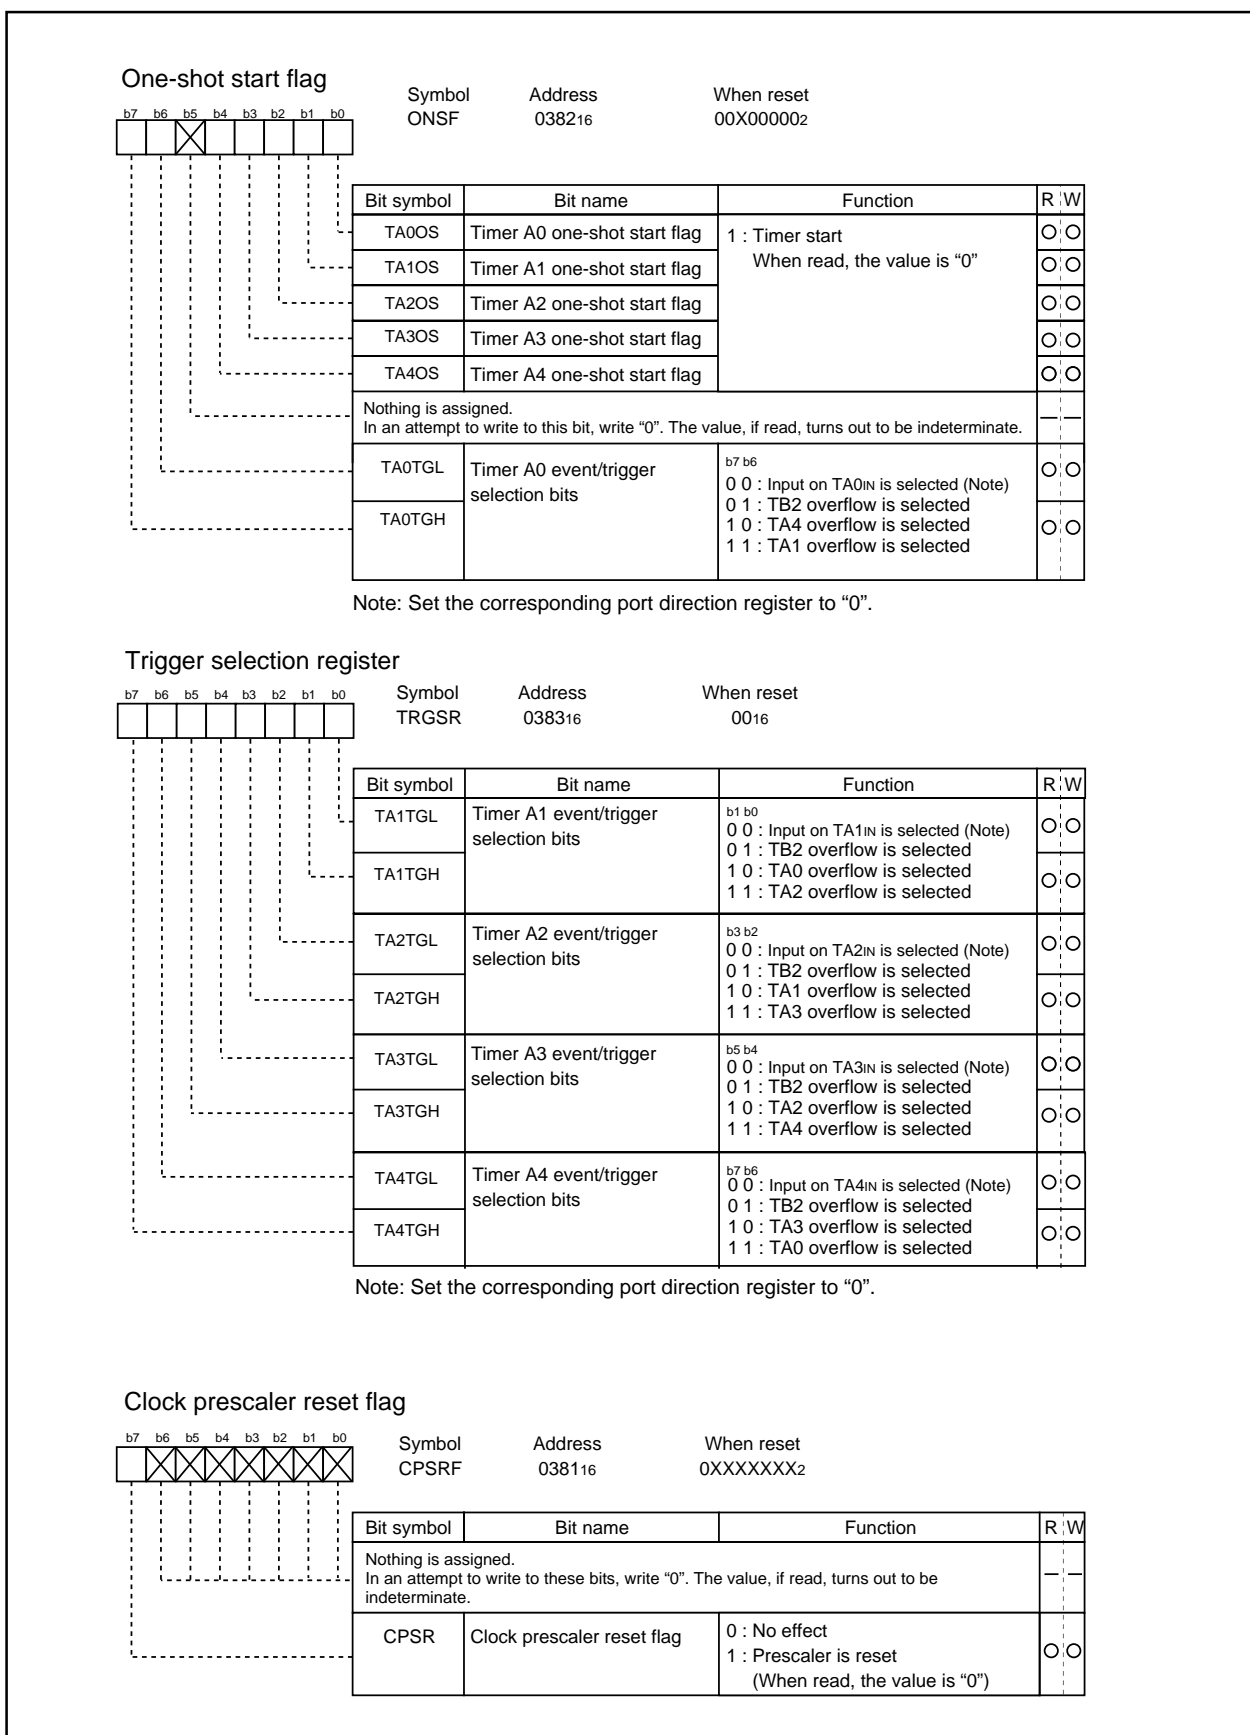 One-shot start flag
Symbol Address When reset
ONSF 038216 00X000002
b7 b6 b5 b4 b3 b2 b1 b0
Bit symbol Bit name Function R W
TA0OS Timer A0 one-shot start flag 1 : Timer start
When read, the value is “0”
TA1OS Timer A1 one-shot start flag
TA2OS Timer A2 one-shot start flag
TA3OS Timer A3 one-shot start flag
TA4OS Timer A4 one-shot start flag
Nothing is assigned.
In an attempt to write to this bit, write “0”. The value, if read, turns out to be indeterminate.
TA0TGL Timer A0 event/trigger
selection bits
TA0TGH
b7 b6
0 0 : Input on TA0IN is selected (Note)
0 1 : TB2 overflow is selected
1 0 : TA4 overflow is selected
1 1 : TA1 overflow is selected
Note: Set the corresponding port direction register to “0”.
Trigger selection register
Symbol Address When reset
TRGSR 038316 0016
b7 b6 b5 b4 b3 b2 b1 b0
Bit symbol Bit name Function R W
TA1TGL Timer A1 event/trigger
selection bits
TA1TGH
b1 b0
0 0 : Input on TA1IN is selected (Note)
0 1 : TB2 overflow is selected
1 0 : TA0 overflow is selected
1 1 : TA2 overflow is selected
TA2TGL Timer A2 event/trigger
selection bits
TA2TGH
b3 b2
0 0 : Input on TA2IN is selected (Note)
0 1 : TB2 overflow is selected
1 0 : TA1 overflow is selected
1 1 : TA3 overflow is selected
TA3TGL Timer A3 event/trigger
selection bits
TA3TGH
b5 b4
0 0 : Input on TA3IN is selected (Note)
0 1 : TB2 overflow is selected
1 0 : TA2 overflow is selected
1 1 : TA4 overflow is selected
TA4TGL Timer A4 event/trigger
selection bits
TA4TGH
b7 b6
0 0 : Input on TA4IN is selected (Note)
0 1 : TB2 overflow is selected
1 0 : TA3 overflow is selected
1 1 : TA0 overflow is selected
Note: Set the corresponding port direction register to “0”.
Clock prescaler reset flag
Symbol Address When reset
CPSRF 038116 0XXXXXXX2
b7 b6 b5 b4 b3 b2 b1 b0
Bit symbol Bit name Function R W
Nothing is assigned.
In an attempt to write to these bits, write “0”. The value, if read, turns out to be
indeterminate.
CPSR Clock prescaler reset flag 0 : No effect
1 : Prescaler is reset
(When read, the value is “0”)